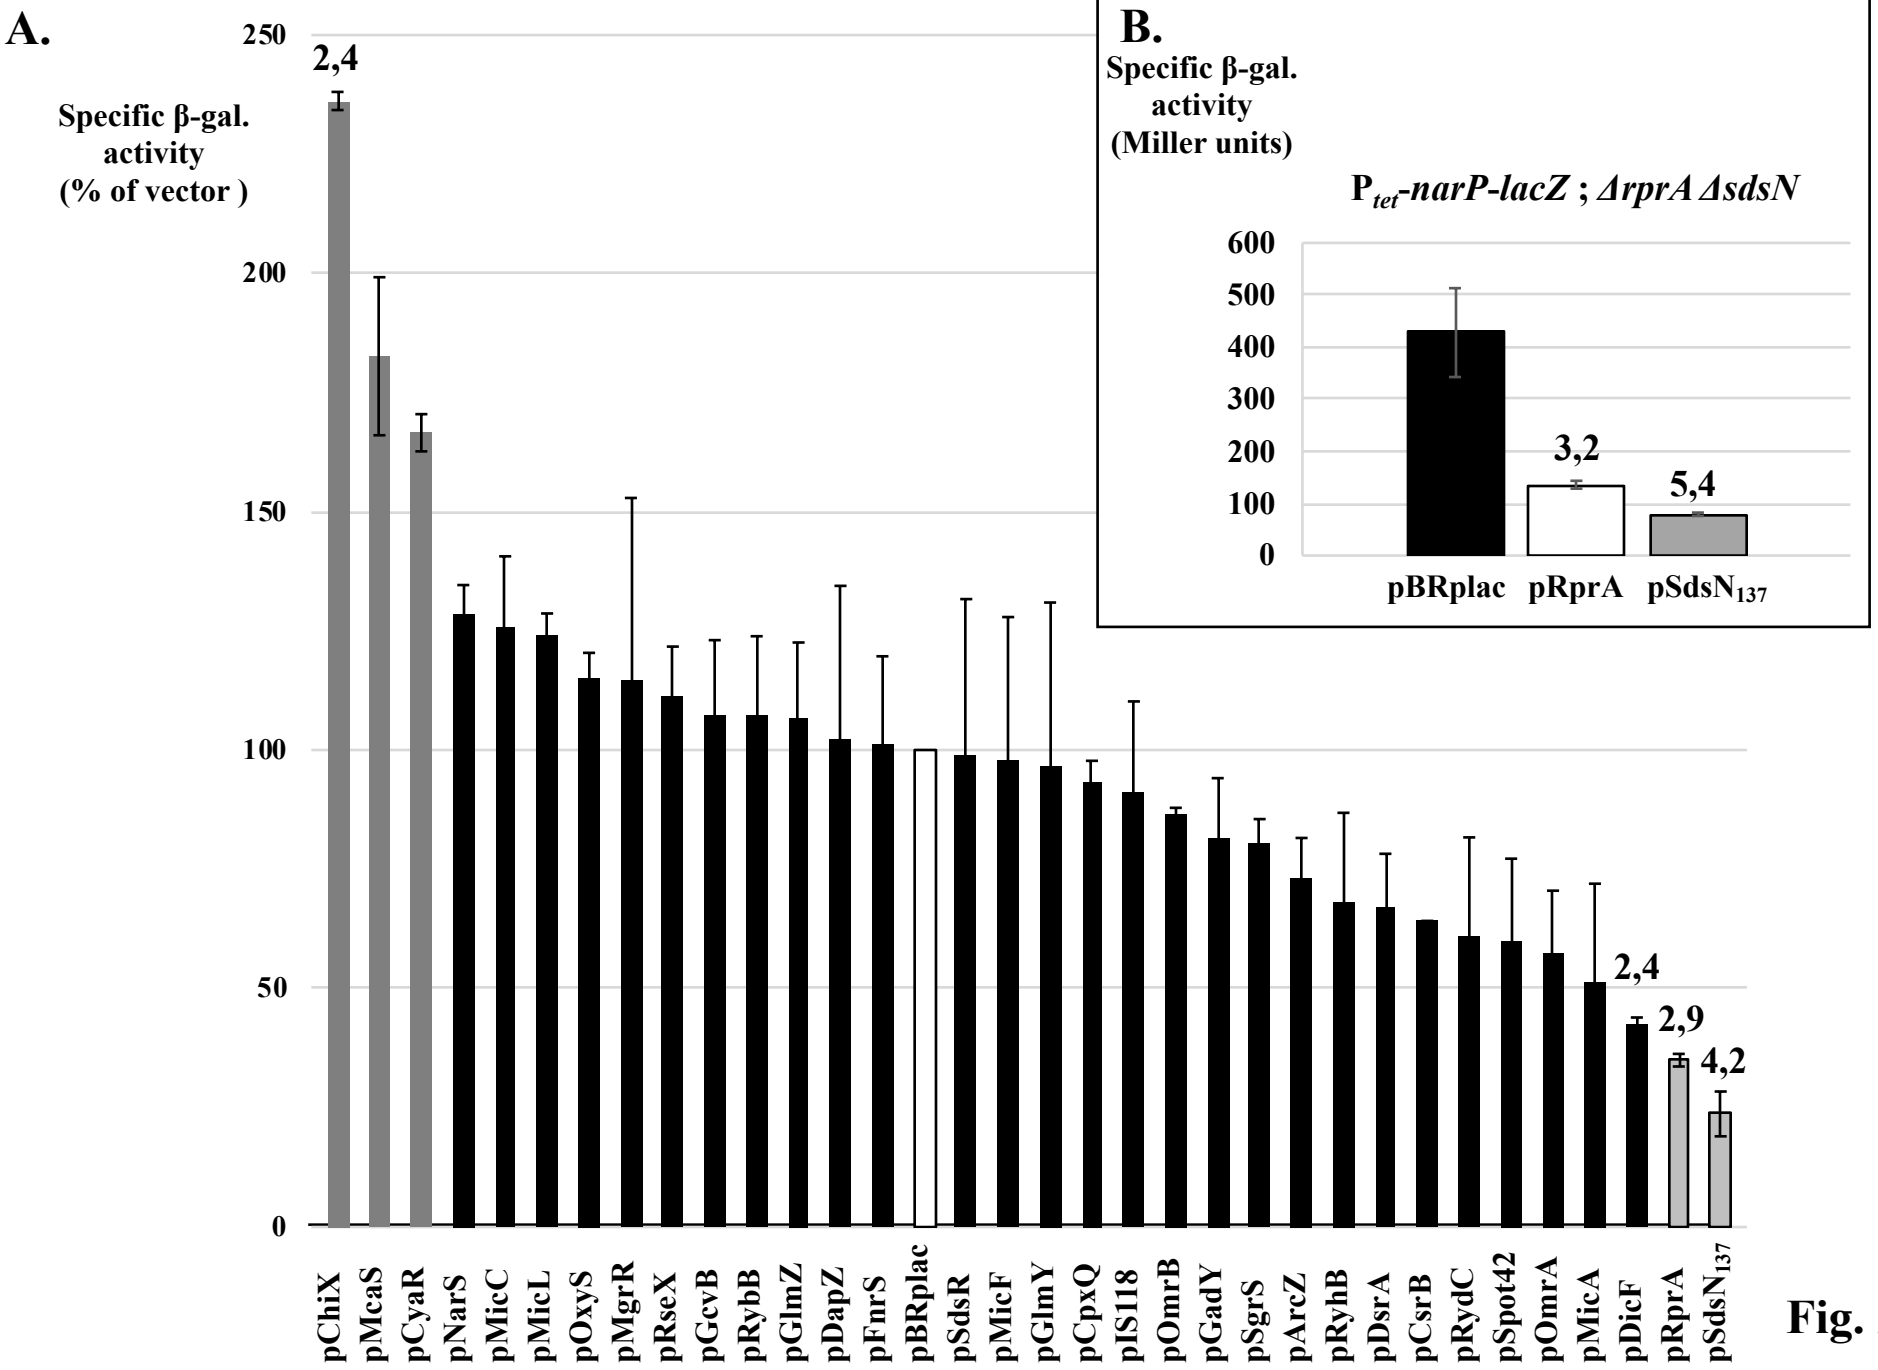 A.
250
200
150
100
50
0
Specific β-gal.
activity
(% of vector )
2,4
2,4
2,9
4,2
pChiX
pMcaS
pCyaR
pNarS
pMicC
pMicL
pOxyS
pMgrR
pRseX
pGcvB
pRybB
pGlmZ
pDapZ
pFnrS
pBRplac
pSdsR
pMicF
pGlmY
pCpxQ
pIS118
pOmrB
pGadY
pSgrS
pArcZ
pRyhB
pDsrA
pCsrB
pRydC
pSpot42
pOmrA
pMicA
pDicF
pRprA
pSdsN137
B.
Specific β-gal.
activity
(Miller units)
Ptet-narP-lacZ ; ΔrprA ΔsdsN
600
500
400
300
200
100
0
3,2
5,4
pBRplac pRprA pSdsN137
Fig.